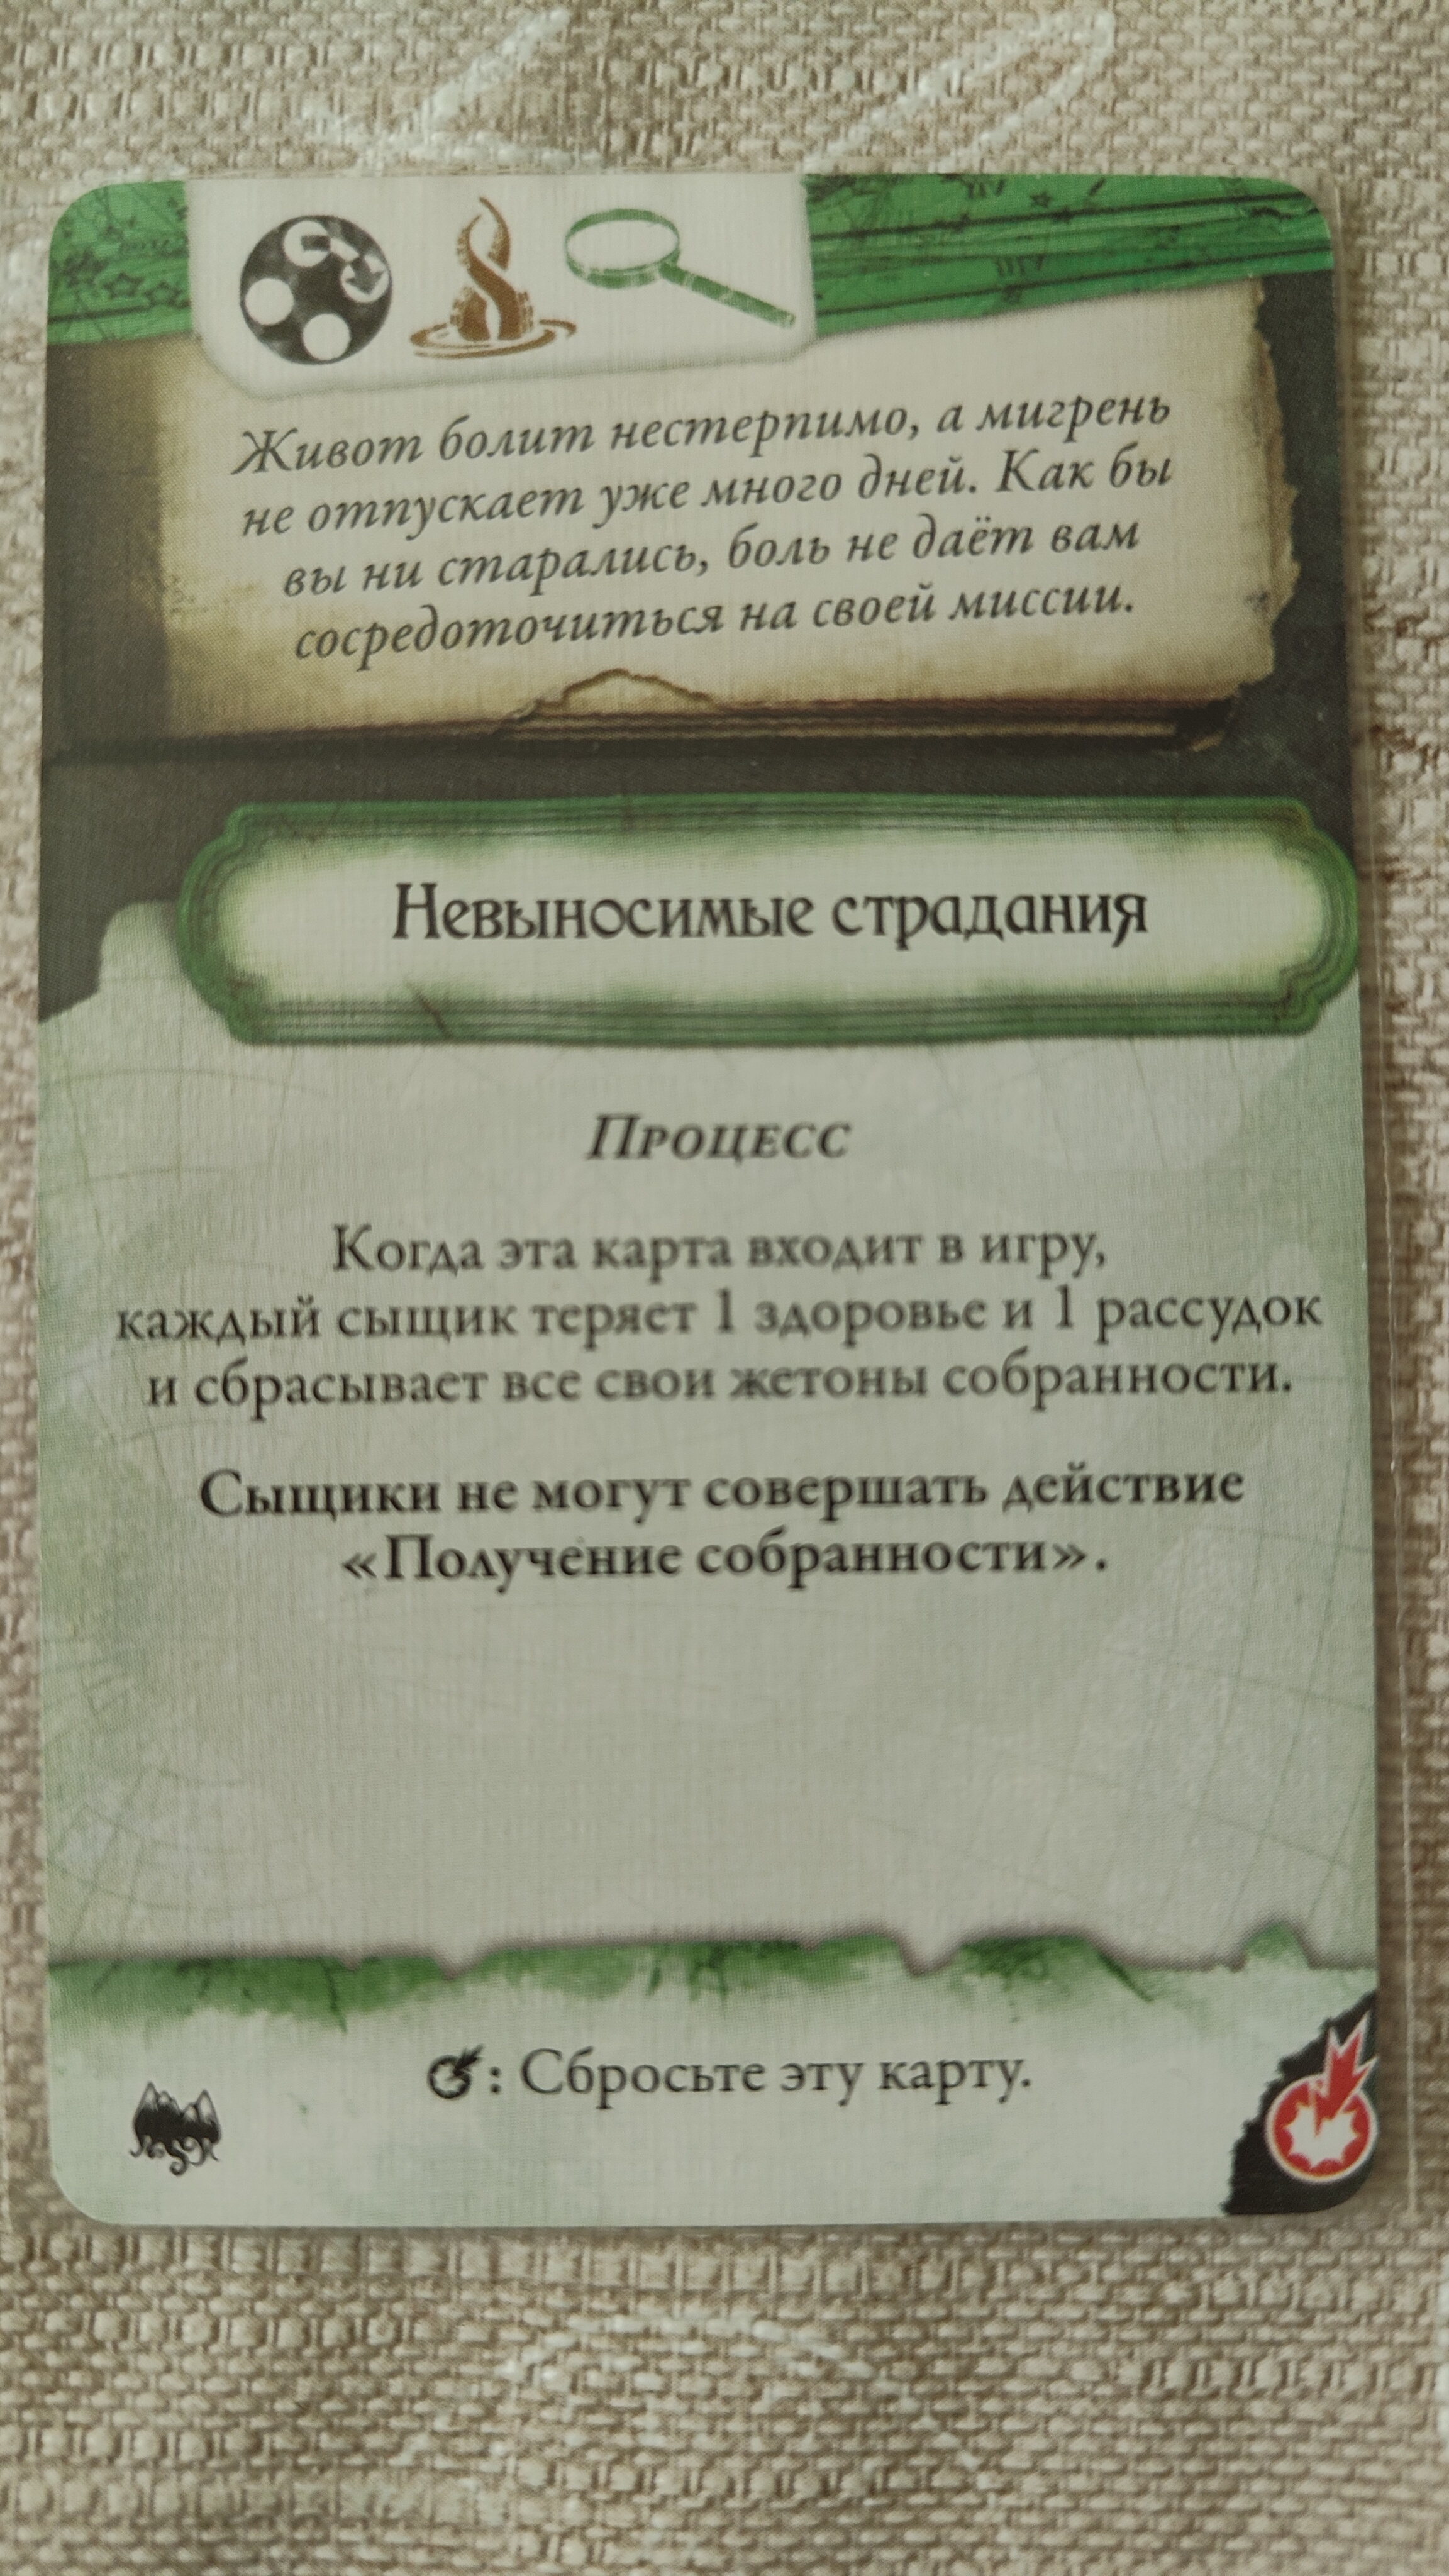 Живот болит нестерпимо, а мигрень
не отпускает уже много дней. Как бы
вы ни старались, боль не даёт вам
сосредоточиться на своей миссии.
Невыносимые страдания
Процесс
Когда эта карта входит в игру,
каждый сыщик теряет 1 здоровье и 1 рассудок
и сбрасывает все свои жетоны собранности.
Сыщики не могут совершать действие
«Получение собранности».
: Сбросьте эту карту.